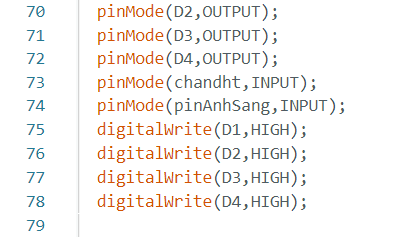 70 pinMode(D2,OUTPUT);
71 pinMode(D3,OUTPUT);
72 pinMode(D4,OUTPUT);
73 pinMode(chandht,INPUT);
74 pinMode(pinAnhSang,INPUT);
75 digitalWrite(D1,HIGH);
76 digitalWrite(D2,HIGH);
77 digitalWrite(D3,HIGH);
78 digitalWrite(D4,HIGH);
79